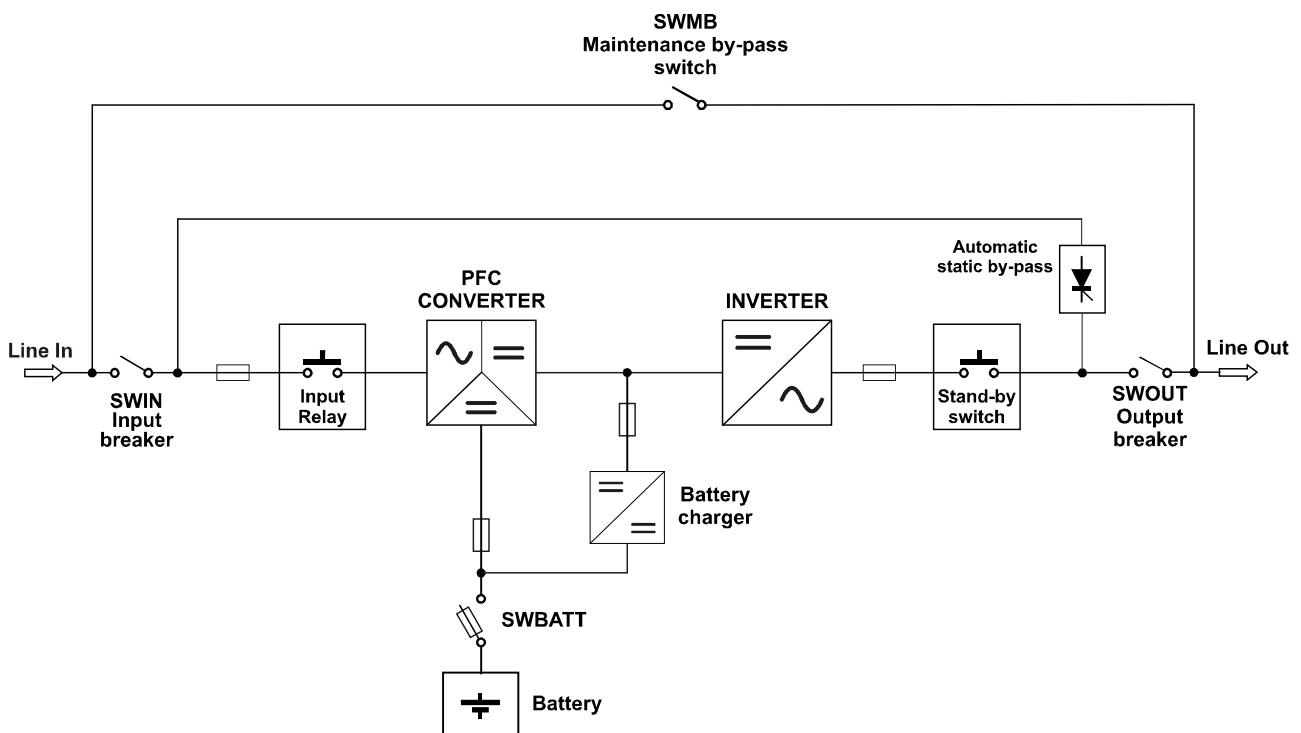 SWMB
Maintenance by-pass
switch
Automatic
static by-pass
PFC
CONVERTER
INVERTER
Line In
Line Out
SWIN
Input
breaker
Input
Relay
Stand-by
switch
SWOUT
Output
breaker
Battery
charger
SWBATT
Battery